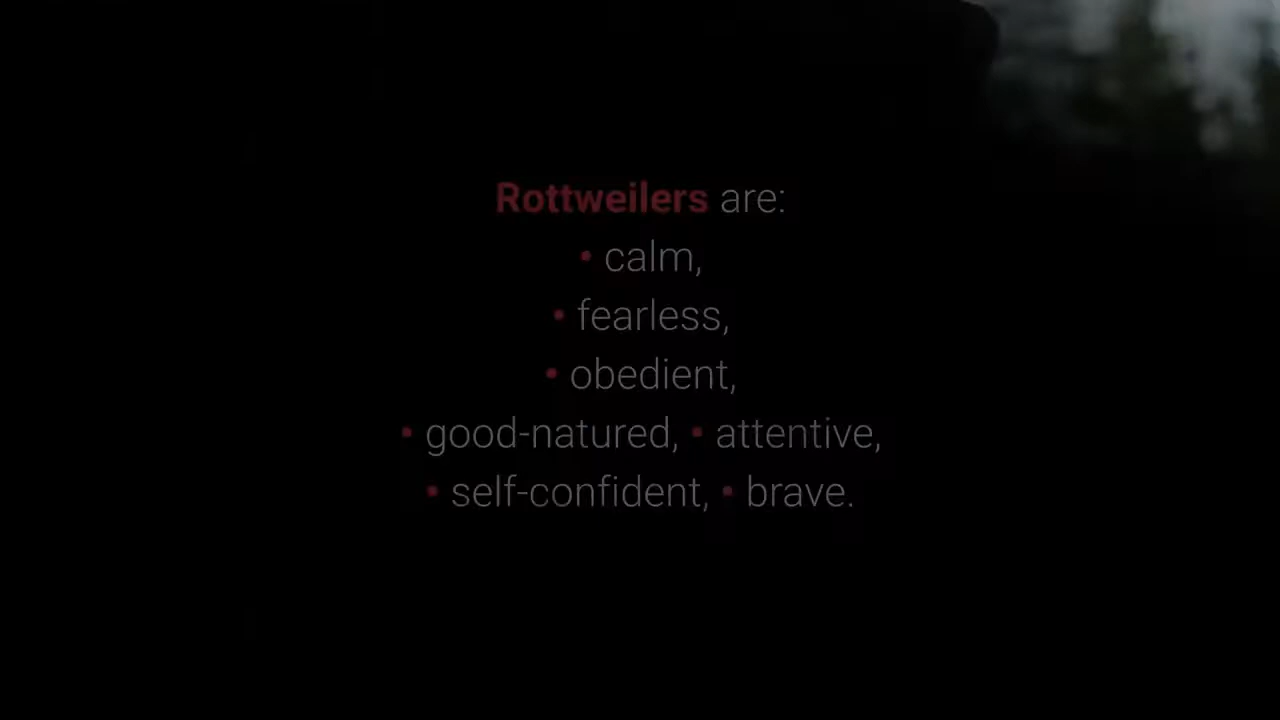 Rottweilers are:
• calm,
• fearless,
• obedient,
• good-natured, • attentive,
• self-confident, • brave.